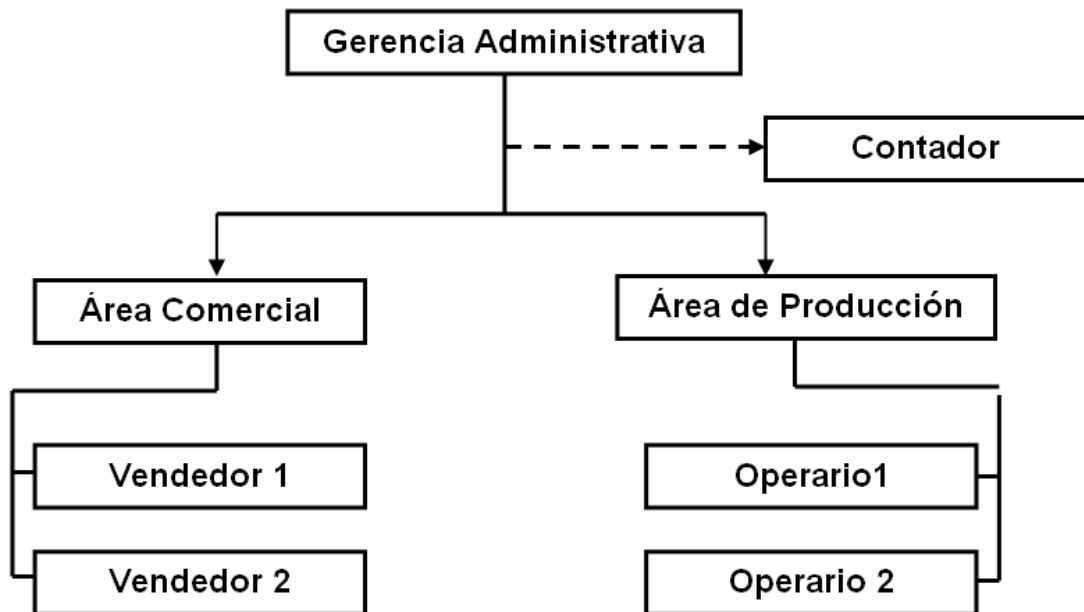 Gerencia Administrativa
Contador
Área Comercial
Área de Producción
Vendedor 1
Operario1
Vendedor 2
Operario 2